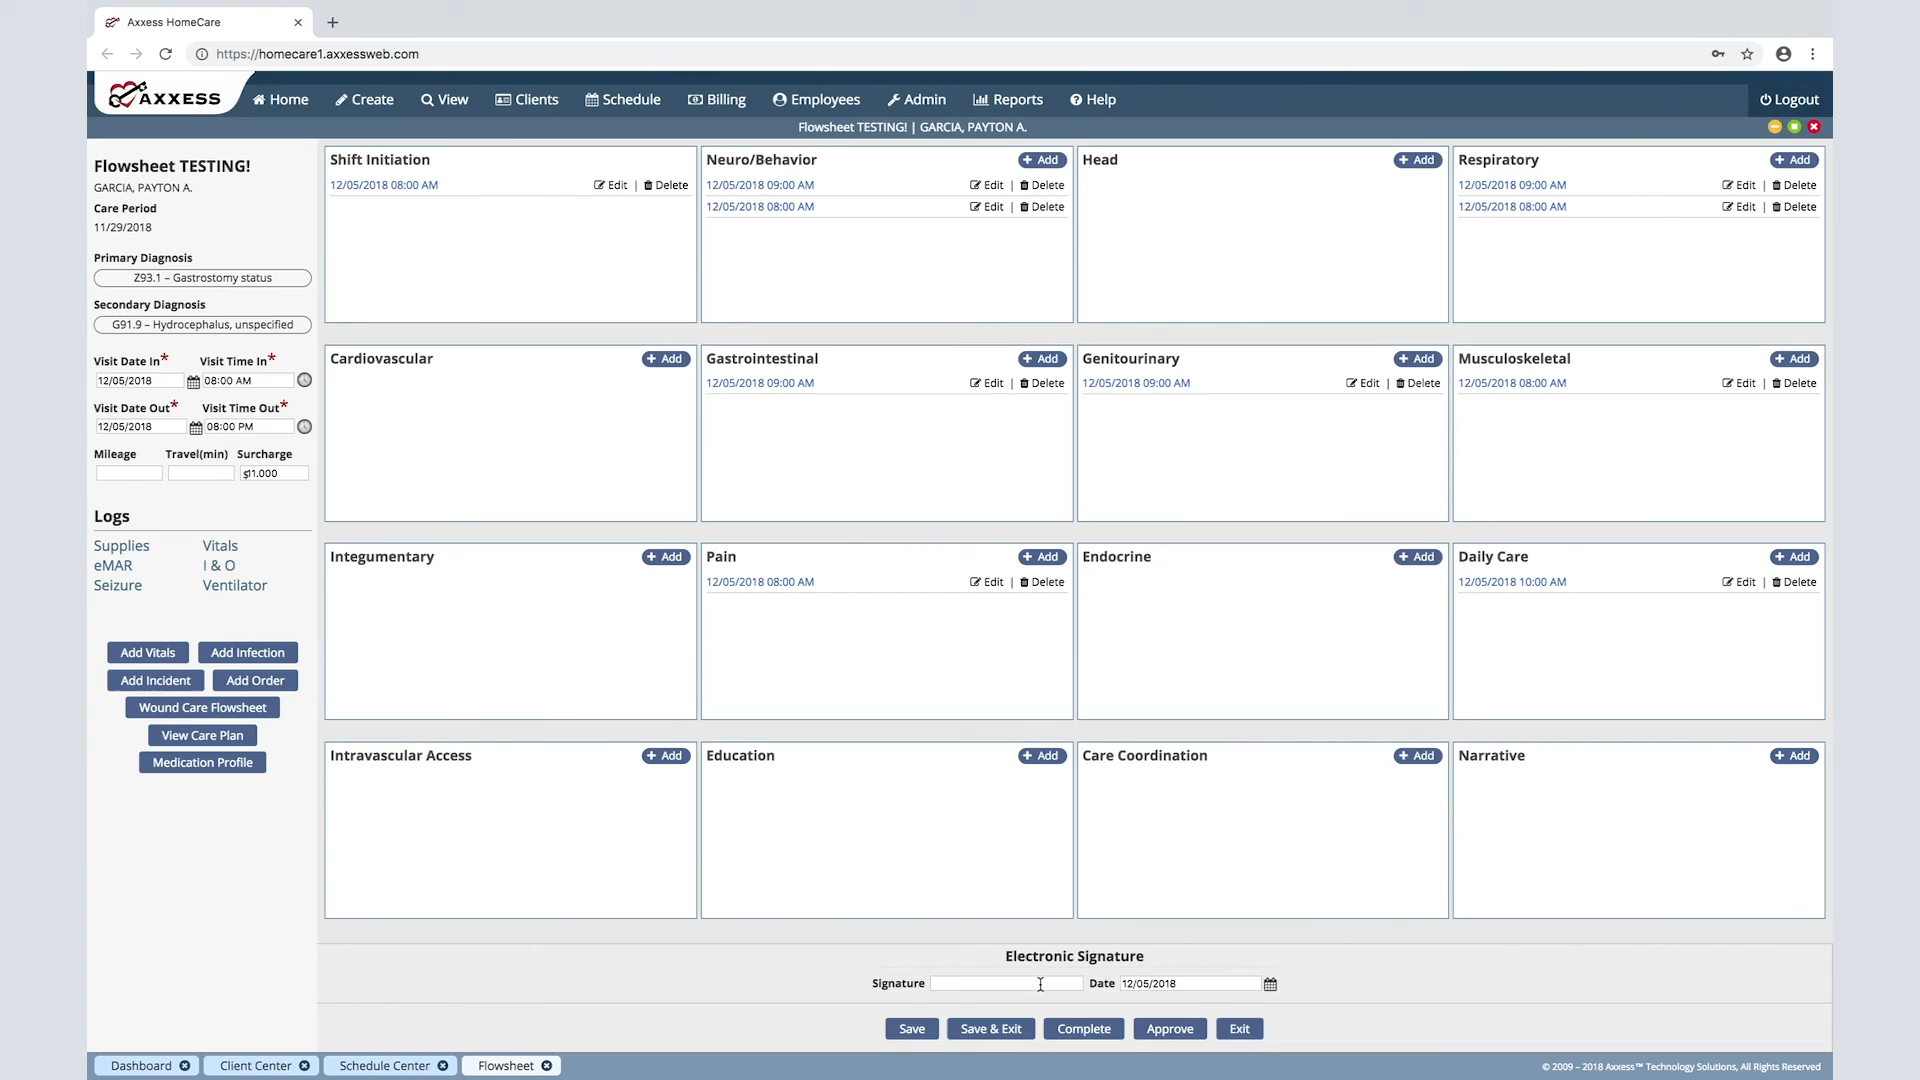 Axxess HomeCare
https://homecare1.axxessweb.com
AXXESS Home Create View Clients Schedule Billing Employees Admin Reports Help Logout
Flowsheet TESTING! | GARCIA, PAYTON A.
Flowsheet TESTING!
GARCIA, PAYTON A.
Care Period
11/29/2018
Primary Diagnosis
Z93.1 – Gastrostomy status
Secondary Diagnosis
G91.9 – Hydrocephalus, unspecified
Visit Date In* Visit Time In*
12/05/2018 08:00 AM
Visit Date Out* Visit Time Out*
12/05/2018 08:00 PM
Mileage Travel(min) Surcharge
$11.000
Logs
Supplies Vitals
eMAR I & O
Seizure Ventilator
Add Vitals Add Infection
Add Incident Add Order
Wound Care Flowsheet
View Care Plan
Medication Profile
Shift Initiation
12/05/2018 08:00 AM Edit | Delete
Neuro/Behavior + Add
12/05/2018 09:00 AM Edit | Delete
12/05/2018 08:00 AM Edit | Delete
Head + Add
Respiratory + Add
12/05/2018 09:00 AM Edit | Delete
12/05/2018 08:00 AM Edit | Delete
Cardiovascular + Add
Gastrointestinal + Add
12/05/2018 09:00 AM Edit | Delete
Genitourinary + Add
12/05/2018 09:00 AM Edit | Delete
Musculoskeletal + Add
12/05/2018 08:00 AM Edit | Delete
Integumentary + Add
Pain + Add
12/05/2018 08:00 AM Edit | Delete
Endocrine + Add
Daily Care + Add
12/05/2018 10:00 AM Edit | Delete
Intravascular Access + Add
Education + Add
Care Coordination + Add
Narrative + Add
Electronic Signature
Signature Date 12/05/2018
Save Save & Exit Complete Approve Exit
Dashboard Client Center Schedule Center Flowsheet
© 2009 – 2018 Axxess™ Technology Solutions, All Rights Reserved